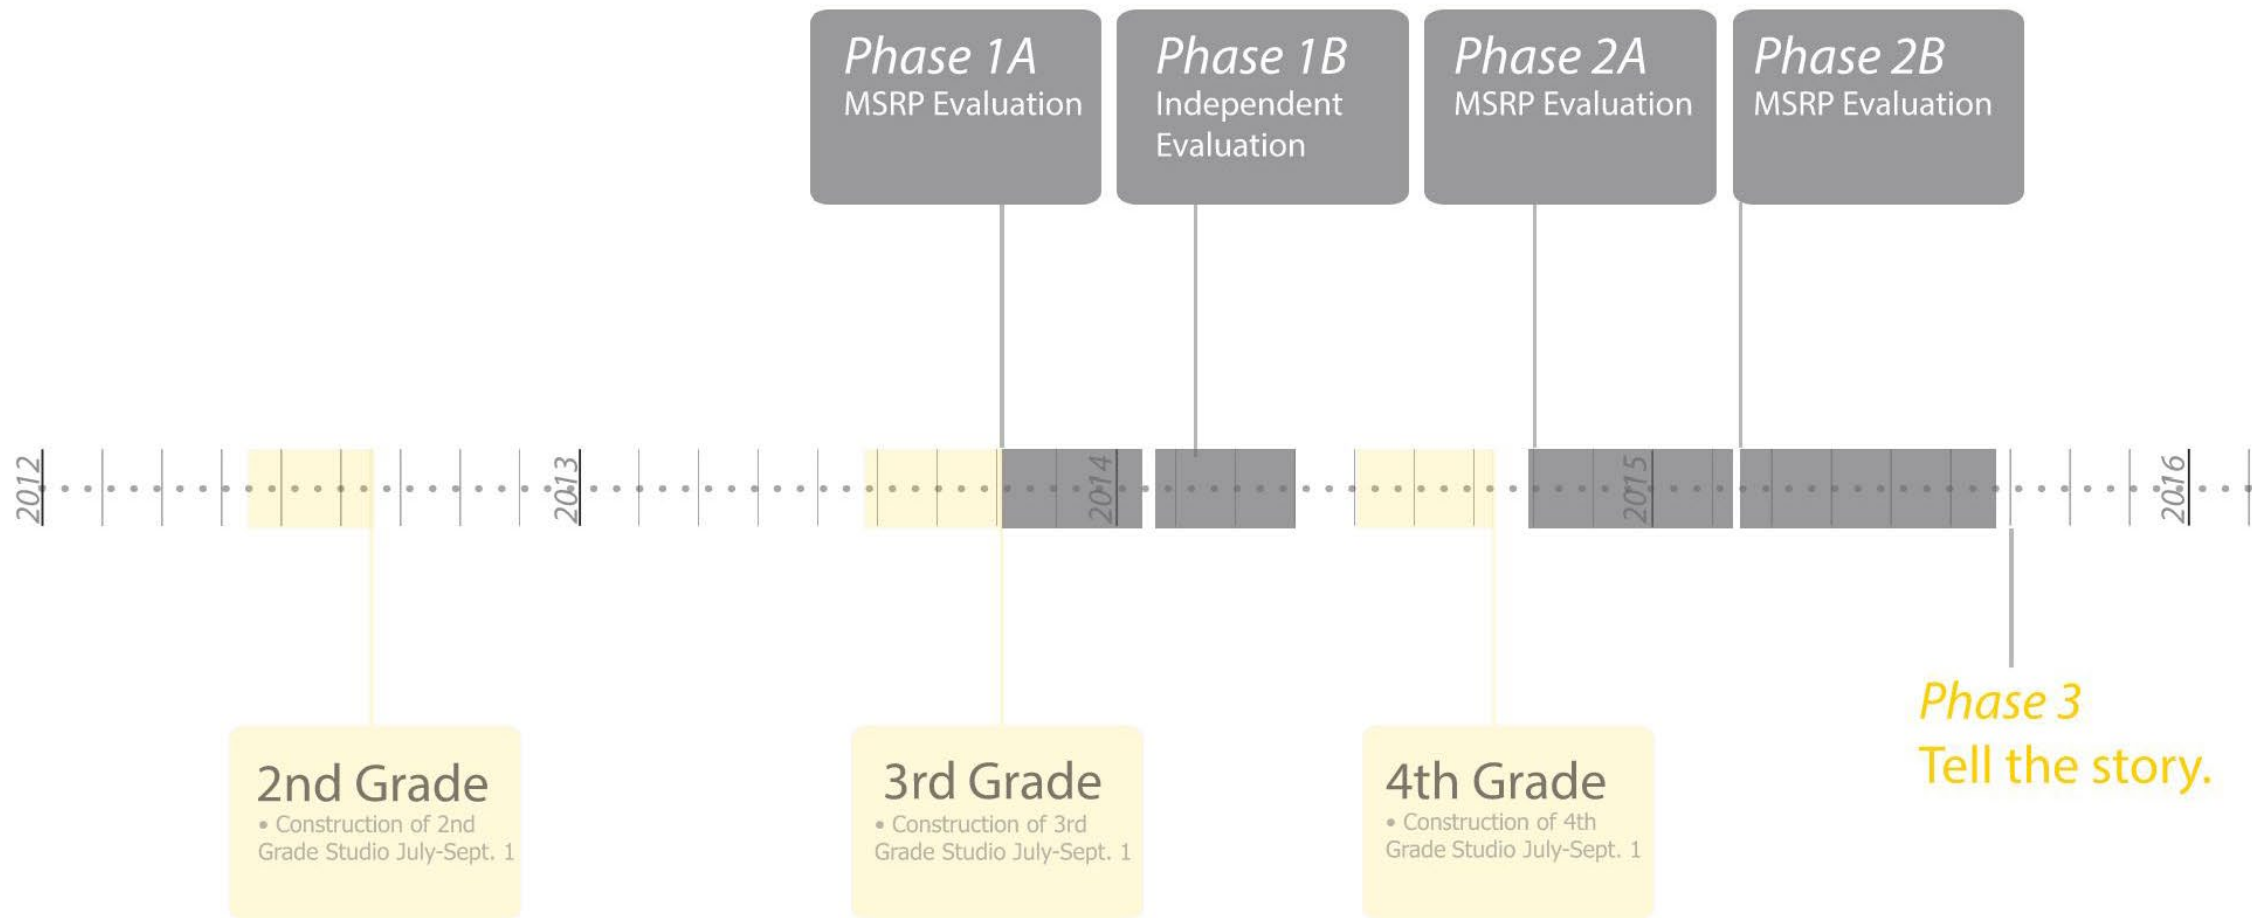 Phase 1A
MSRP Evaluation
Phase 1B
Independent
Evaluation
Phase 2A
MSRP Evaluation
Phase 2B
MSRP Evaluation
2012
2013
2014
2015
2016
2nd Grade
• Construction of 2nd
Grade Studio July-Sept. 1
3rd Grade
• Construction of 3rd
Grade Studio July-Sept. 1
4th Grade
• Construction of 4th
Grade Studio July-Sept. 1
Phase 3
Tell the story.